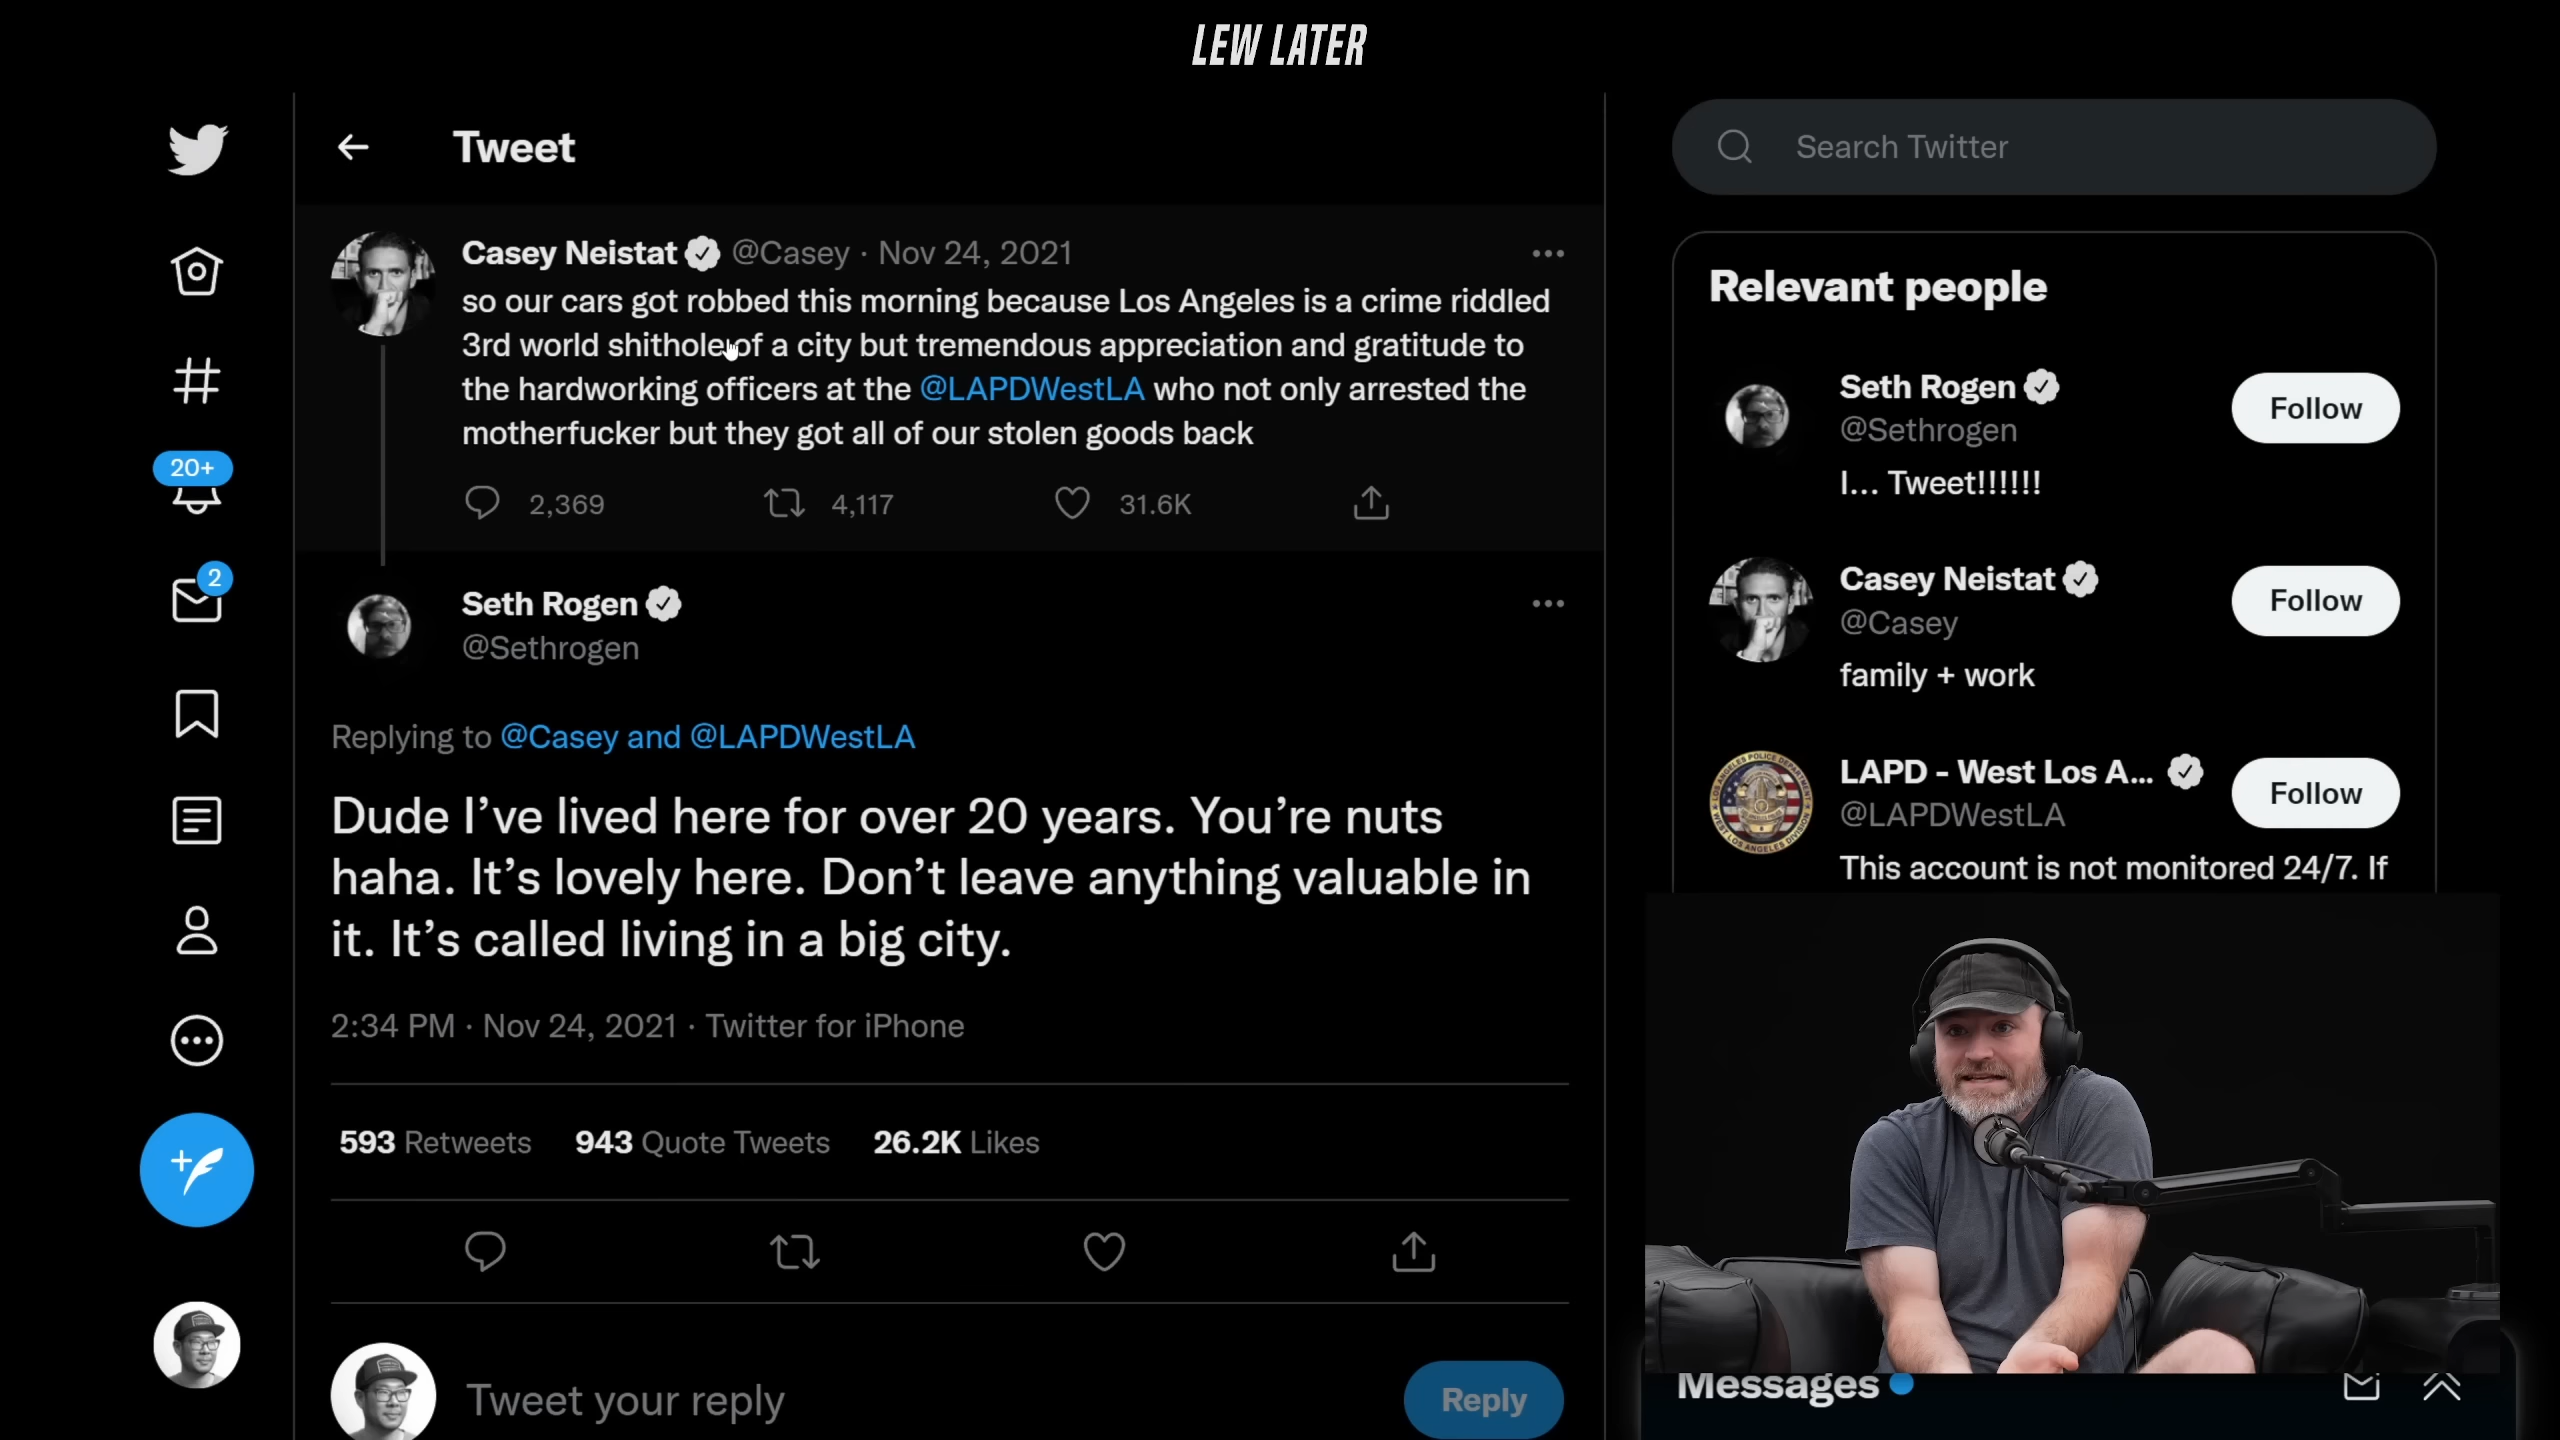 LEW LATER
Tweet
Search Twitter
Casey Neistat @Casey · Nov 24, 2021
so our cars got robbed this morning because Los Angeles is a crime riddled
3rd world shithole of a city but tremendous appreciation and gratitude to
the hardworking officers at the @LAPDWestLA who not only arrested the
motherfucker but they got all of our stolen goods back
2,369 4,117 31.6K
20+
2
Seth Rogen
@Sethrogen
Replying to @Casey and @LAPDWestLA
Dude I’ve lived here for over 20 years. You’re nuts
haha. It’s lovely here. Don’t leave anything valuable in
it. It’s called living in a big city.
2:34 PM · Nov 24, 2021 · Twitter for iPhone
593 Retweets 943 Quote Tweets 26.2K Likes
Tweet your reply
Reply
Relevant people
Seth Rogen
@Sethrogen
Follow
I... Tweet!!!!!!
Casey Neistat
@Casey
Follow
family + work
LAPD - West Los A...
@LAPDWestLA
Follow
This account is not monitored 24/7. If
Messages